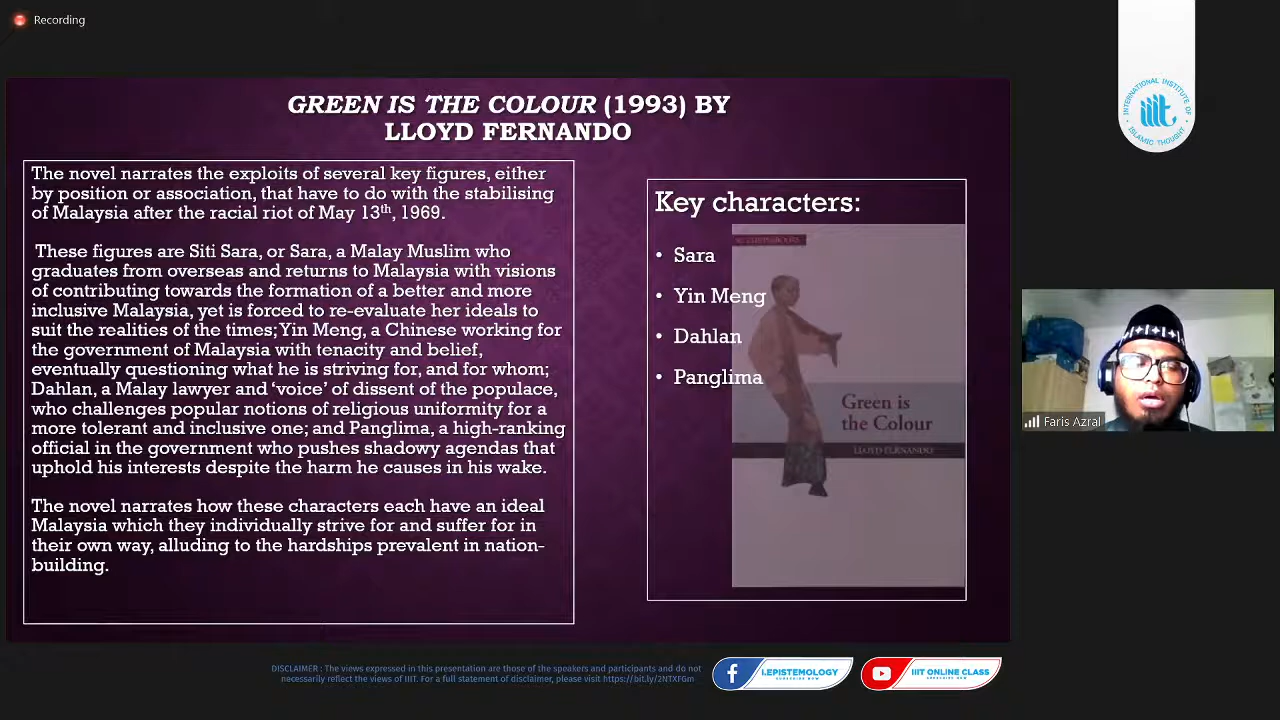 Recording
INTERNATIONAL INSTITUTE OF
iiit
ISLAMIC THOUGHT
GREEN IS THE COLOUR (1993) BY
LLOYD FERNANDO
The novel narrates the exploits of several key figures, either
by position or association, that have to do with the stabilising
of Malaysia after the racial riot of May 13th, 1969.
These figures are Siti Sara, or Sara, a Malay Muslim who
graduates from overseas and returns to Malaysia with visions
of contributing towards the formation of a better and more
inclusive Malaysia, yet is forced to re-evaluate her ideals to
suit the realities of the times; Yin Meng, a Chinese working for
the government of Malaysia with tenacity and belief,
eventually questioning what he is striving for, and for whom;
Dahlan, a Malay lawyer and ‘voice’ of dissent of the populace,
who challenges popular notions of religious uniformity for a
more tolerant and inclusive one; and Panglima, a high-ranking
official in the government who pushes shadowy agendas that
uphold his interests despite the harm he causes in his wake.
The novel narrates how these characters each have an ideal
Malaysia which they individually strive for and suffer for in
their own way, alluding to the hardships prevalent in nation-
building.
Key characters:
• Sara
• Yin Meng
• Dahlan
• Panglima
Green is
the Colour
LLOYD FERNANDO
Faris Azral
DISCLAIMER : The views expressed in this presentation are those of the speakers and participants and do not
necessarily reflect the views of IIIT. For a full statement of disclaimer, please visit https://bit.ly/2NTXFGm
I.EPISTEMOLOGY
SUBSCRIBE NOW
IIIT ONLINE CLASS
SUBSCRIBE NOW